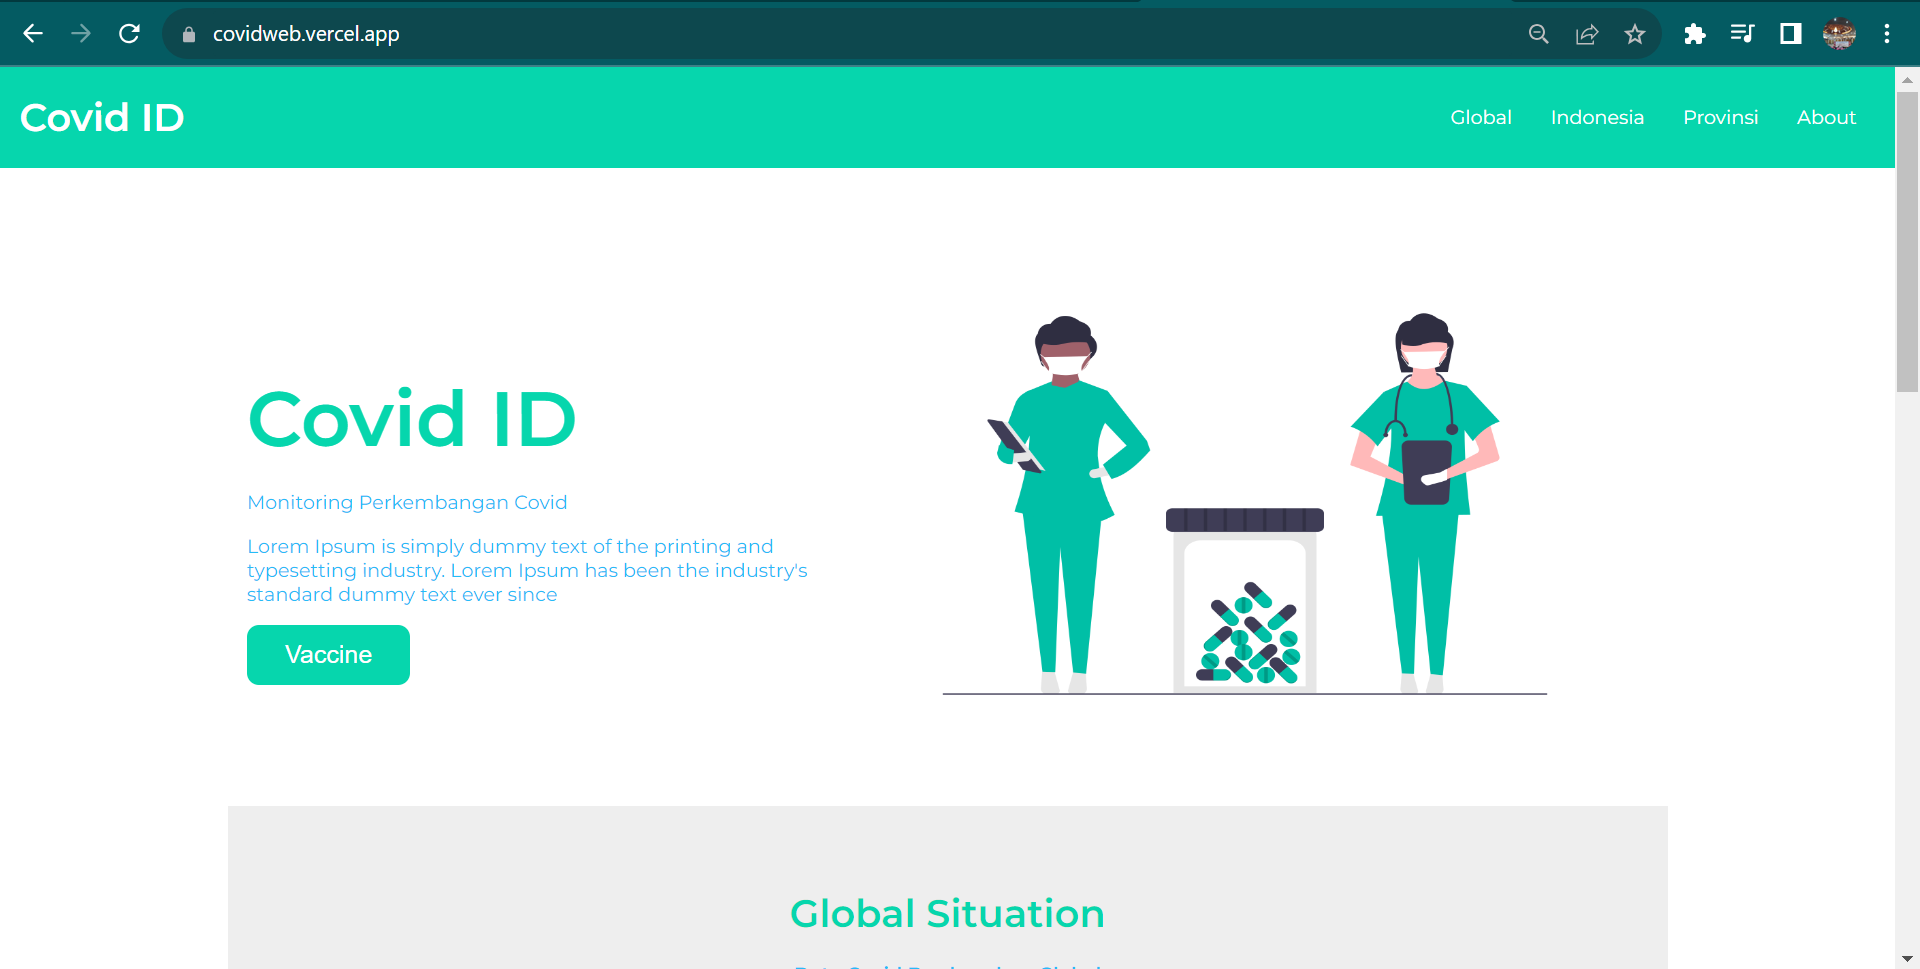 covidweb.vercel.app
Covid ID
Global Indonesia Provinsi About
Covid ID
Monitoring Perkembangan Covid
Lorem Ipsum is simply dummy text of the printing and
typesetting industry. Lorem Ipsum has been the industry's
standard dummy text ever since
Vaccine
Global Situation